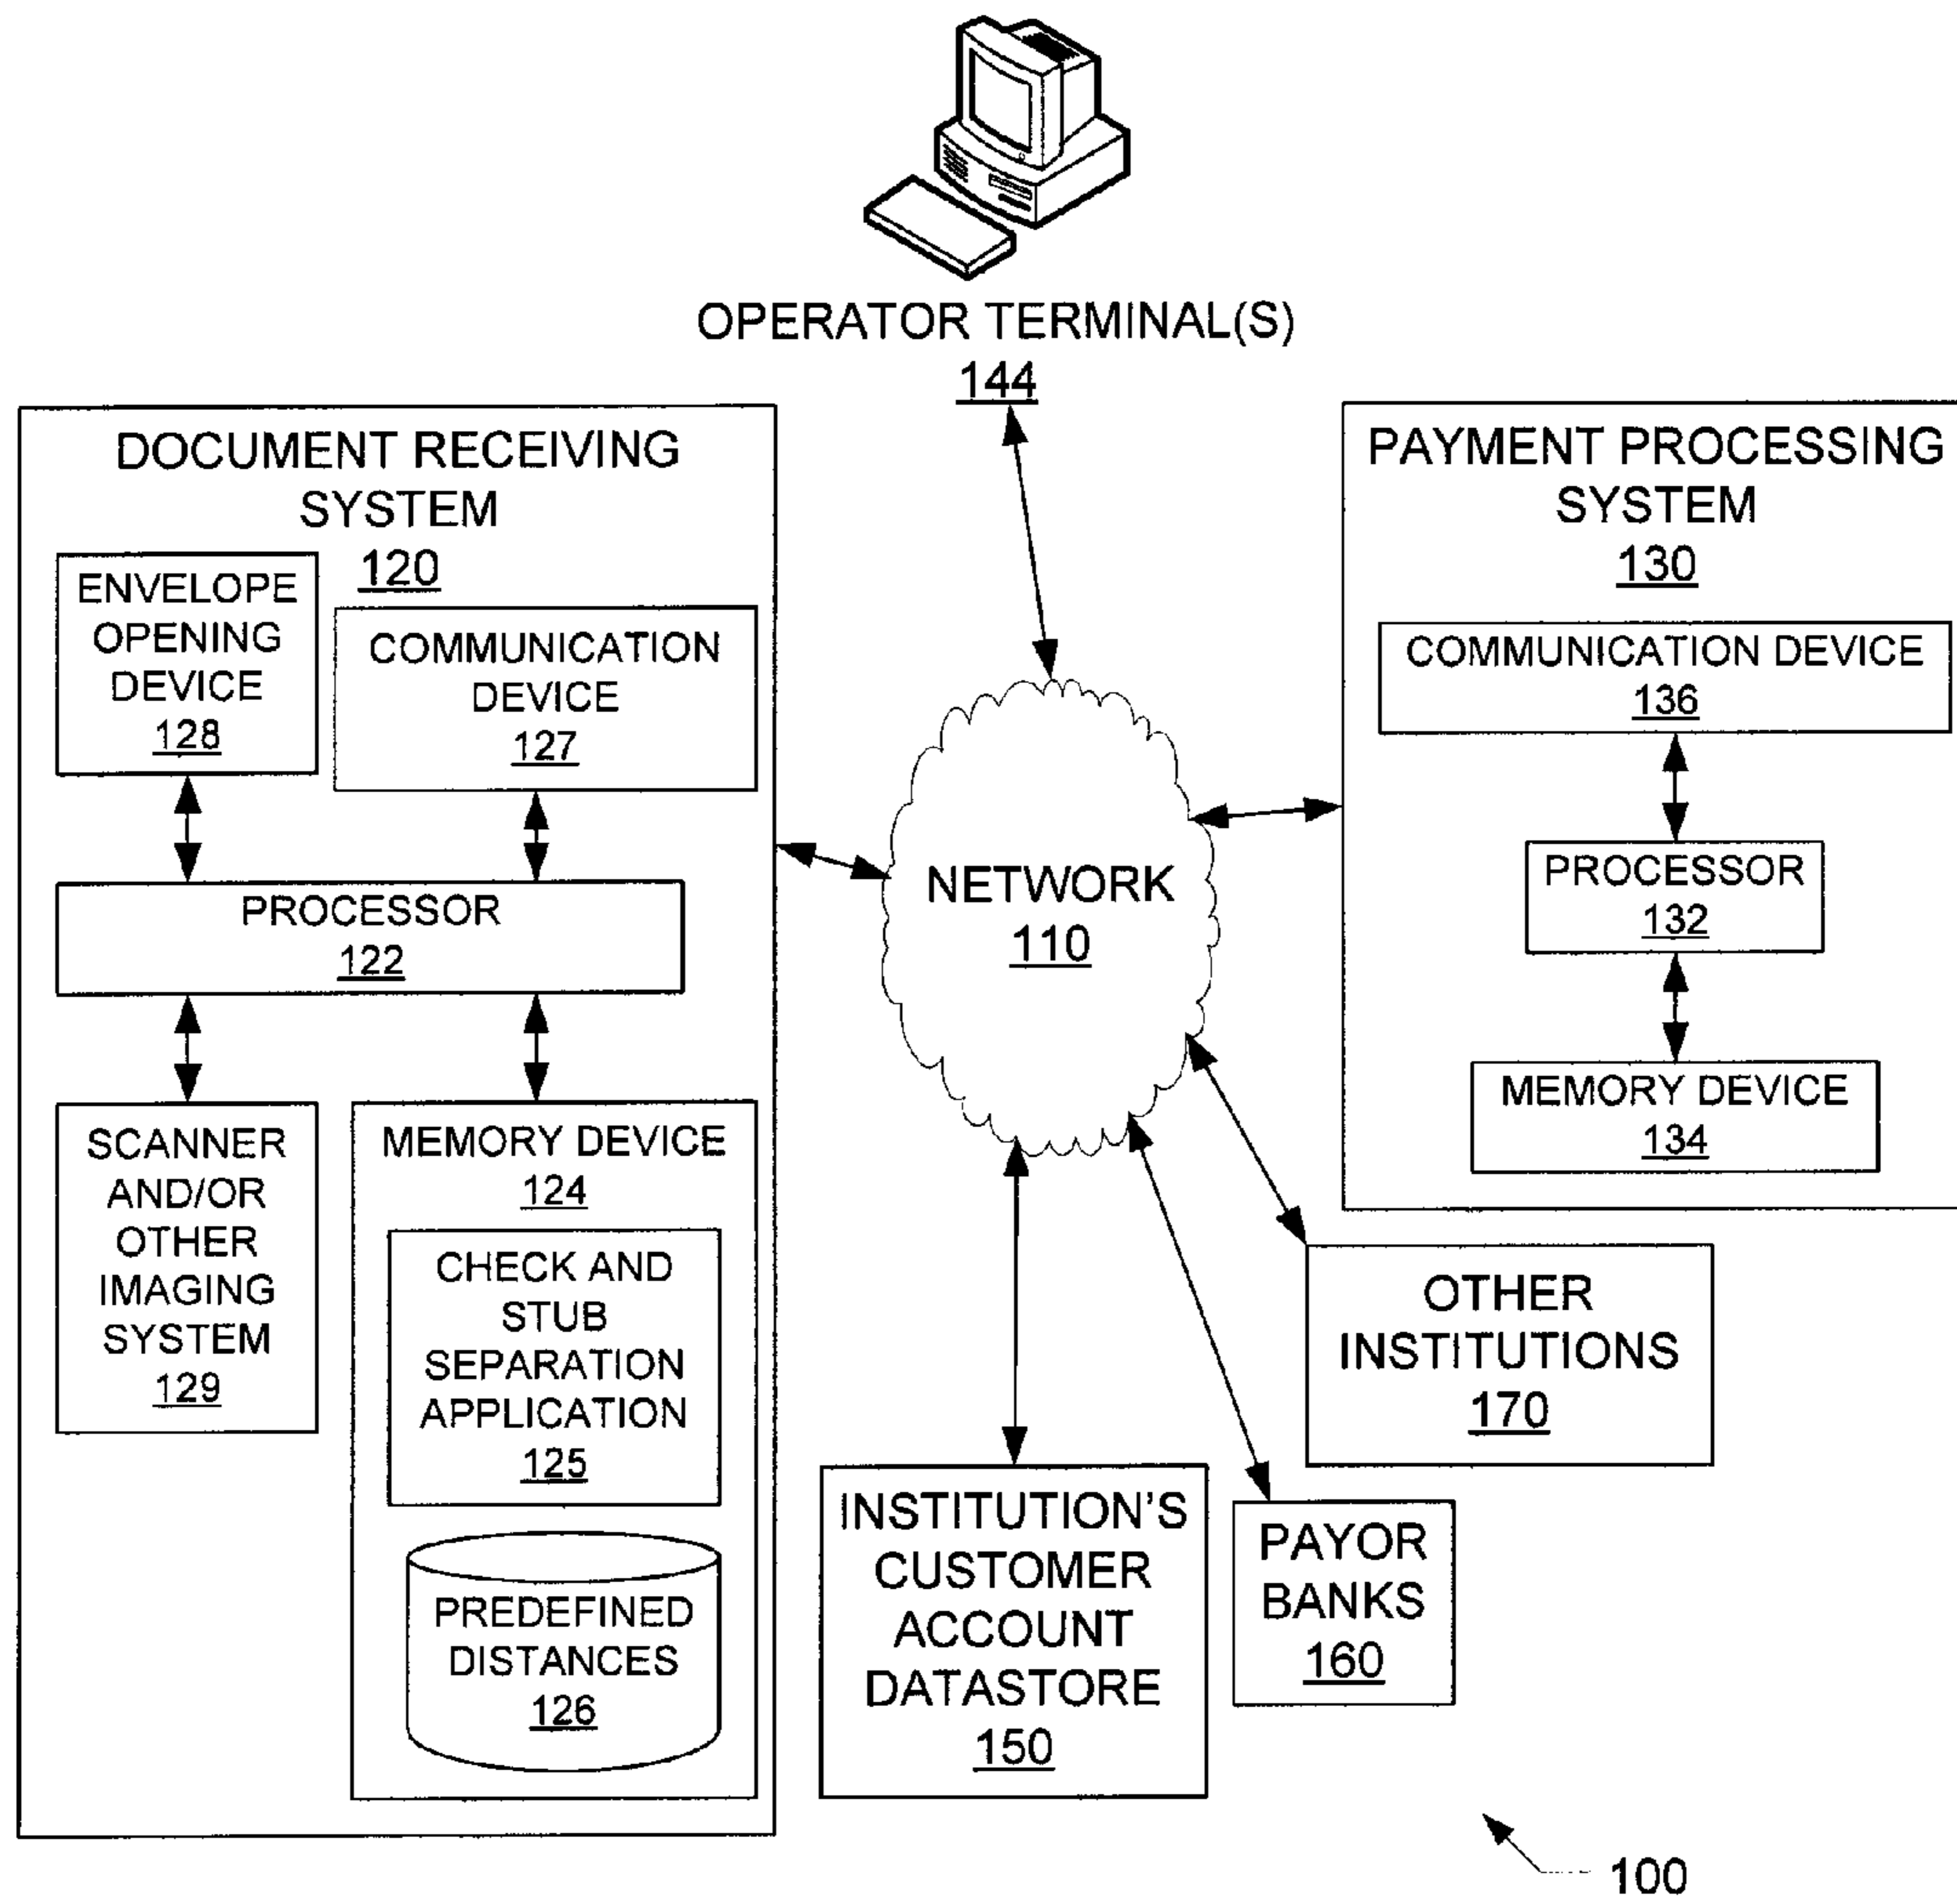 OPERATOR TERMINAL(S)
144
DOCUMENT RECEIVING
SYSTEM
120
ENVELOPE
OPENING
DEVICE
128
COMMUNICATION
DEVICE
127
PROCESSOR
122
SCANNER
AND/OR
OTHER
IMAGING
SYSTEM
129
MEMORY DEVICE
124
CHECK AND
STUB
SEPARATION
APPLICATION
125
PREDEFINED
DISTANCES
126
NETWORK
110
PAYMENT PROCESSING
SYSTEM
130
COMMUNICATION DEVICE
136
PROCESSOR
132
MEMORY DEVICE
134
OTHER
INSTITUTIONS
170
INSTITUTION'S
CUSTOMER
ACCOUNT
DATASTORE
150
PAYOR
BANKS
160
100